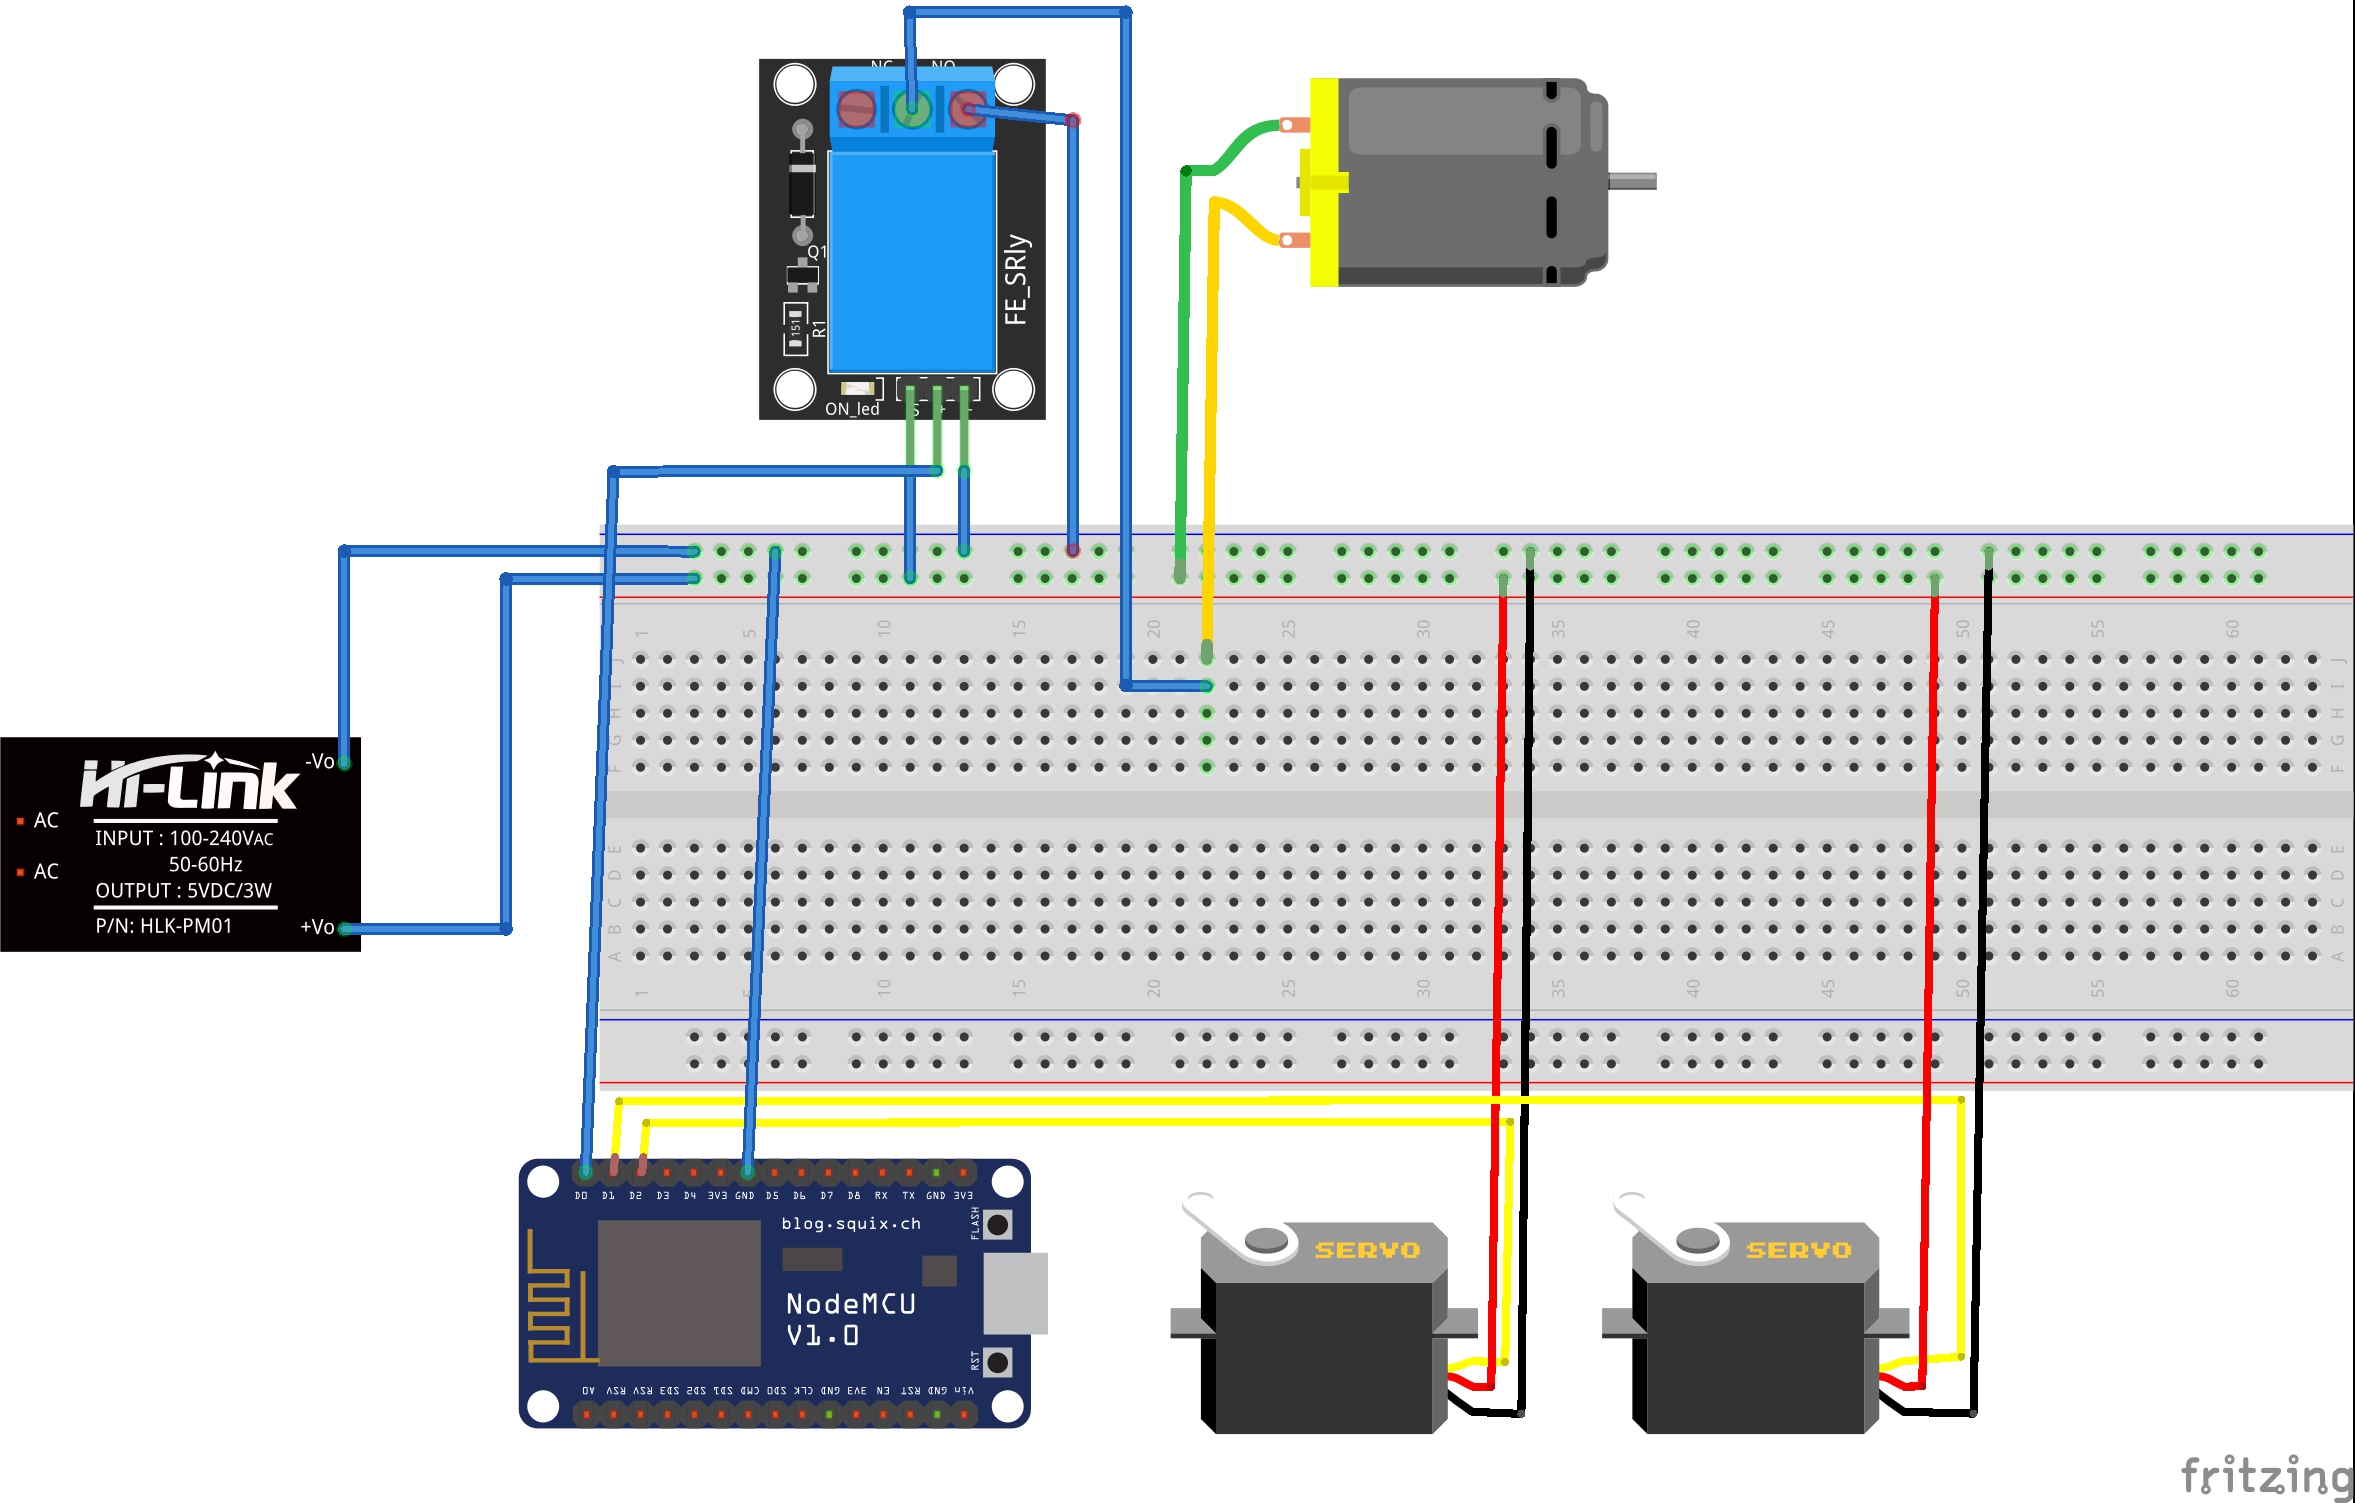 NC NO
Q1
FE_SRly
151
R1
ON_led
S + -
1 5 10 15 20 25 30 35 40 45 50 55 60
J J
I I
H H
G G
F F
E E
D D
C C
B B
A A
1 5 10 15 20 25 30 35 40 45 50 55 60
Hi-Link
-Vo
AC
AC
INPUT : 100-240VAC
50-60Hz
OUTPUT : 5VDC/3W
P/N: HLK-PM01
+Vo
D0 D1 D2 D3 D4 3V3 GND D5 D6 D7 D8 RX TX GND 3V3
blog.squix.ch
FLASH
NodeMCU
V1.0
RST
A0 RSV RSV SD3 SD2 SD1 CMD SD0 CLK GND 3V3 EN RST GND Vin
SERVO
SERVO
fritzing